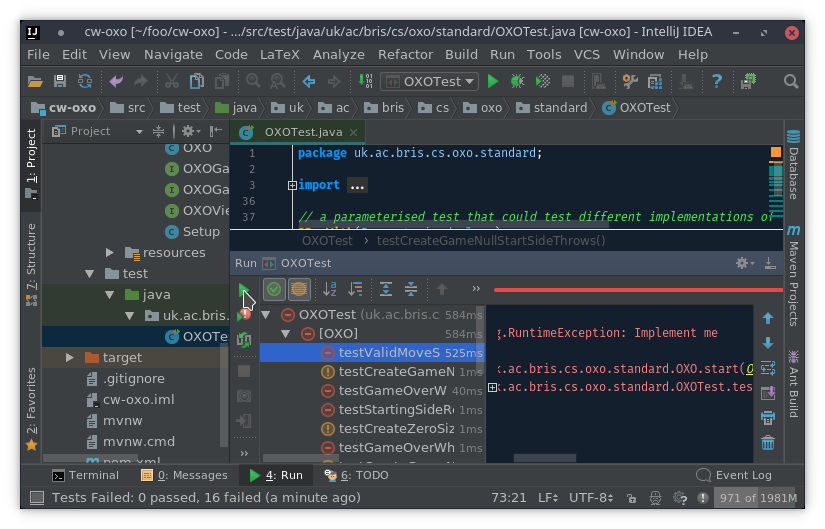 cw-oxo [~/foo/cw-oxo] - .../src/test/java/uk/ac/bris/cs/oxo/standard/OXOTest.java [cw-oxo] - IntelliJ IDEA
File Edit View Navigate Code LaTeX Analyze Refactor Build Run Tools VCS Window Help
OXOTest
cw-oxo src test java uk ac bris cs oxo standard OXOTest
1: Project
7: Structure
2: Favorites
Project
OXO
OXOGa
OXOGa
OXOVie
Setup
resources
test
java
uk.ac.bris.
OXOTe
target
.gitignore
cw-oxo.iml
mvnw
mvnw.cmd
pom.xml
OXOTest.java
1 package uk.ac.bris.cs.oxo.standard;
2
3 import ...
36
37 // a parameterised test that could test different implementations of
OXOTest › testCreateGameNullStartSideThrows()
Run OXOTest
OXOTest (uk.ac.bris.c 584ms
[OXO] 584ms
testValidMoveS 525ms
testCreateGameN 1ms
testGameOverW 40ms
testStartingSideRe 1ms
testCreateZeroSiz 1ms
testGameOverWh 1ms
g.RuntimeException: Implement me
k.ac.bris.cs.oxo.standard.OXO.start(O
k.ac.bris.cs.oxo.standard.OXOTest.tes
Database
Maven Projects
Ant Build
Terminal 0: Messages 4: Run 6: TODO Event Log
Tests Failed: 0 passed, 16 failed (a minute ago) 73:21 LF UTF-8 971 of 1981M